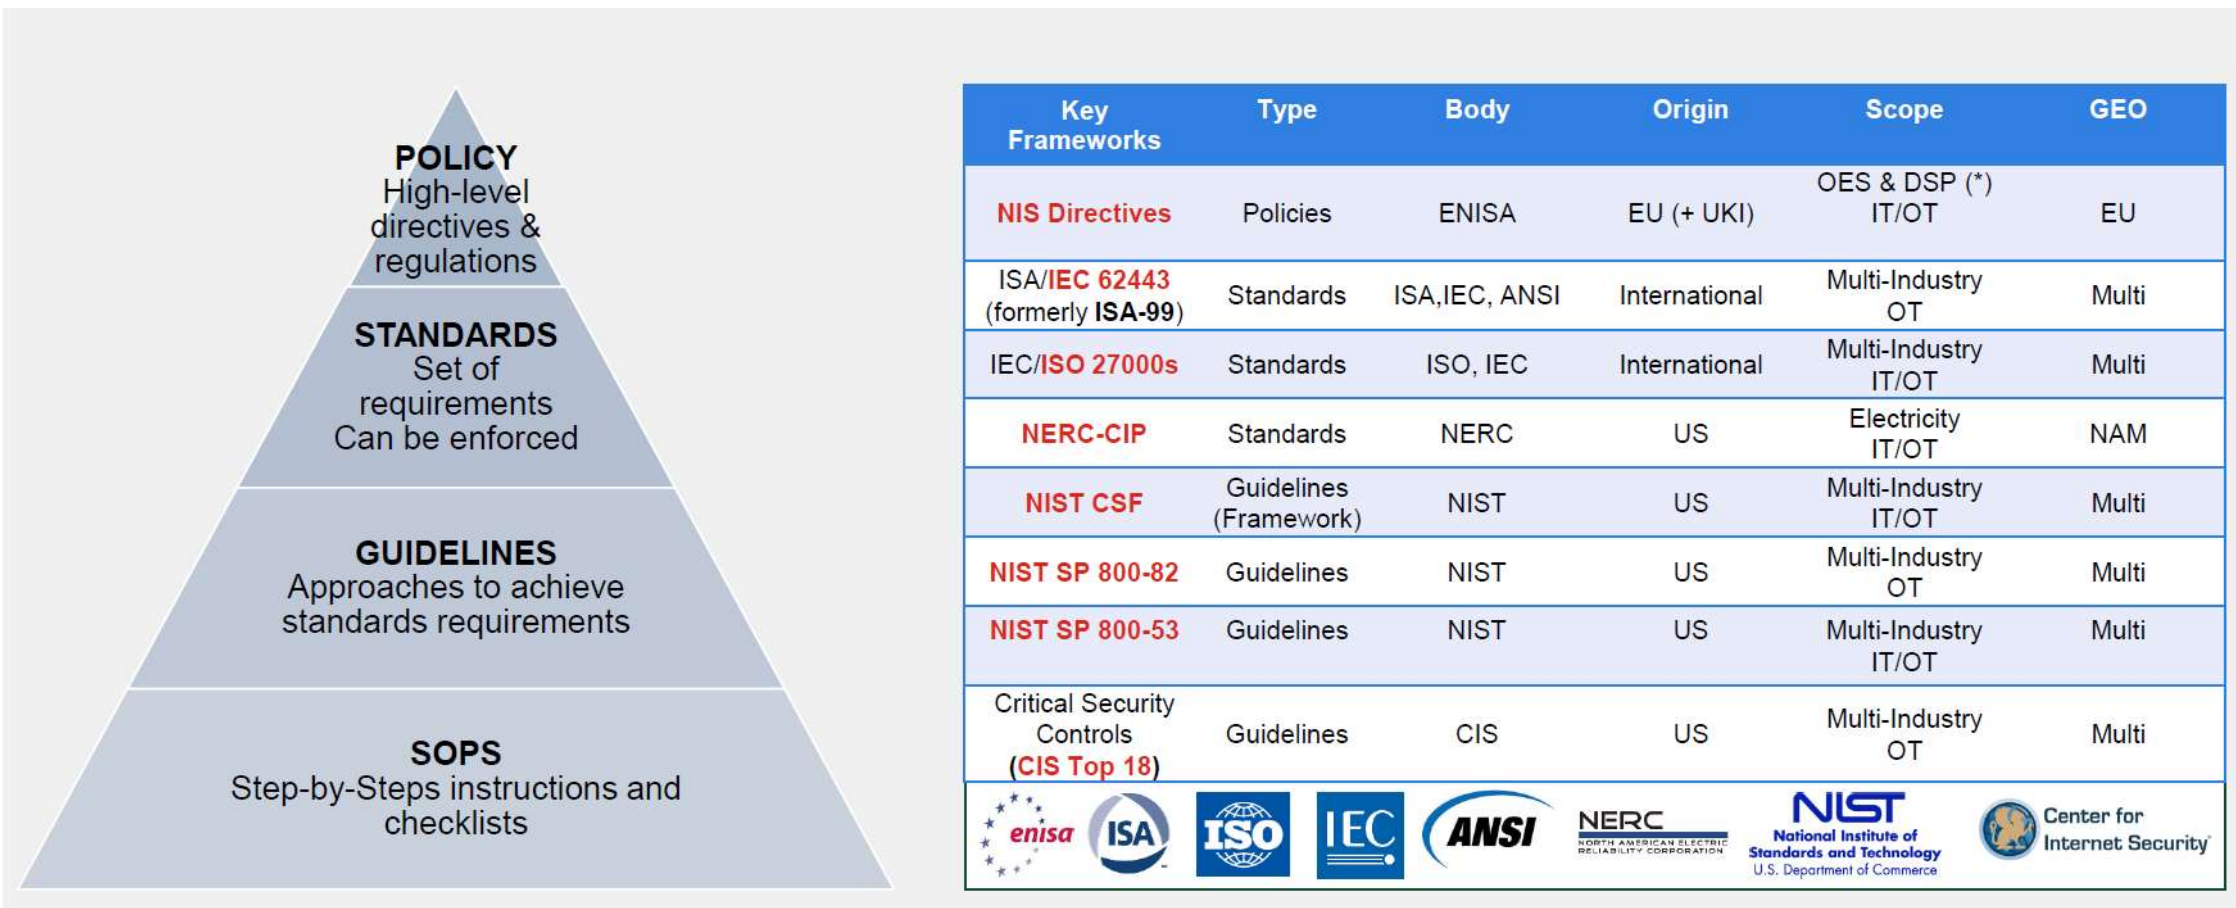 POLICY
High-level
directives &
regulations
STANDARDS
Set of
requirements
Can be enforced
GUIDELINES
Approaches to achieve
standards requirements
SOPS
Step-by-Steps instructions and
checklists
Key Frameworks Type Body Origin Scope GEO
NIS Directives Policies ENISA EU (+ UKI) OES & DSP (*) IT/OT EU
ISA/IEC 62443 (formerly ISA-99) Standards ISA,IEC, ANSI International Multi-Industry OT Multi
IEC/ISO 27000s Standards ISO, IEC International Multi-Industry IT/OT Multi
NERC-CIP Standards NERC US Electricity IT/OT NAM
NIST CSF Guidelines (Framework) NIST US Multi-Industry IT/OT Multi
NIST SP 800-82 Guidelines NIST US Multi-Industry OT Multi
NIST SP 800-53 Guidelines NIST US Multi-Industry IT/OT Multi
Critical Security Controls (CIS Top 18) Guidelines CIS US Multi-Industry OT Multi
enisa
ISA
ISO
IEC
ANSI
NERC
NORTH AMERICAN ELECTRIC
RELIABILITY CORPORATION
NIST
National Institute of
Standards and Technology
U.S. Department of Commerce
Center for
Internet Security